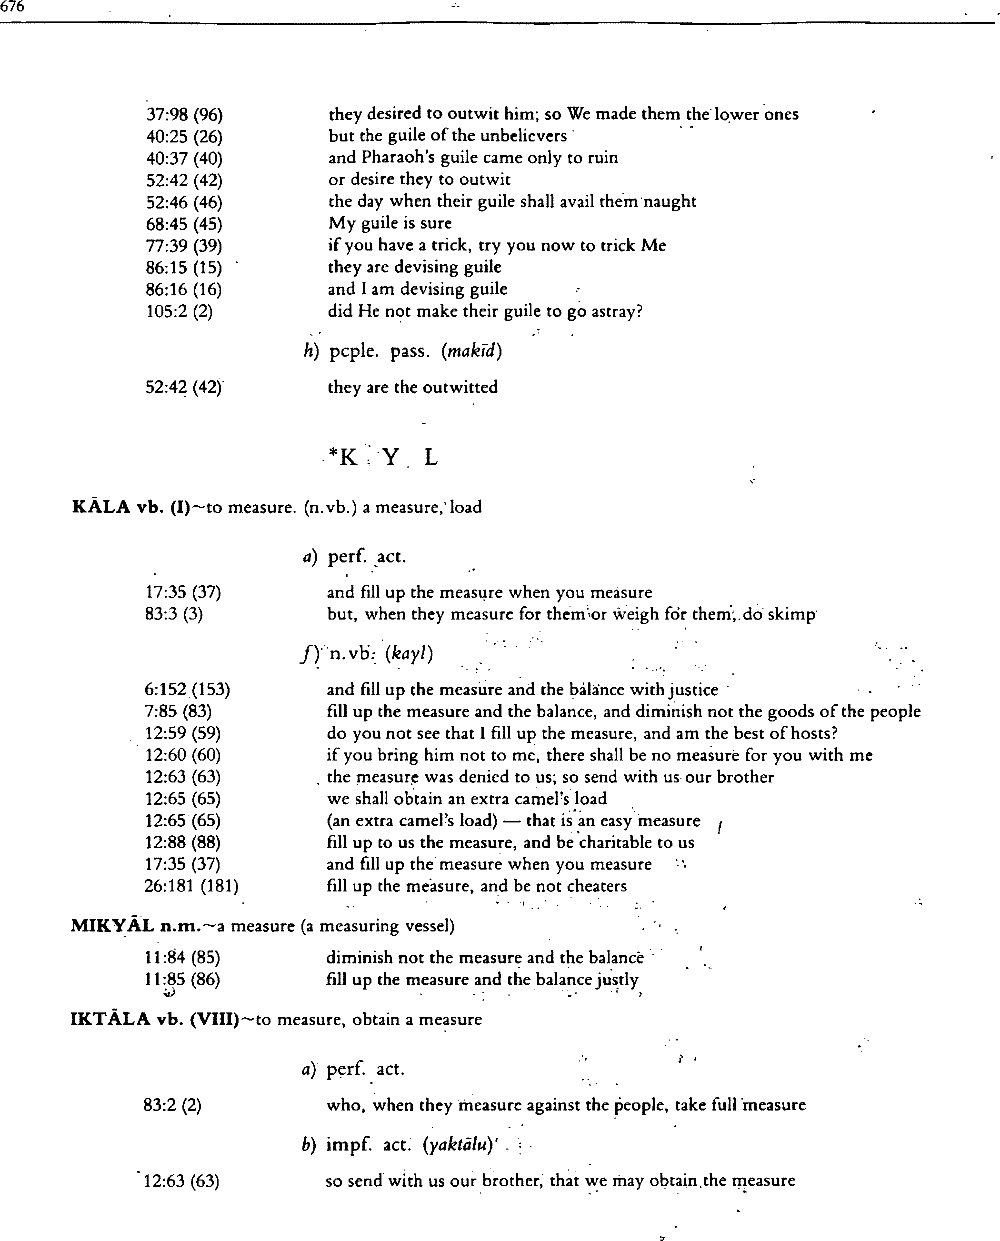 676
37:98 (96) they desired to outwit him; so We made them the lower ones
40:25 (26) but the guile of the unbelievers
40:37 (40) and Pharaoh's guile came only to ruin
52:42 (42) or desire they to outwit
52:46 (46) the day when their guile shall avail them naught
68:45 (45) My guile is sure
77:39 (39) if you have a trick, try you now to trick Me
86:15 (15) they are devising guile
86:16 (16) and I am devising guile
105:2 (2) did He not make their guile to go astray?
h) pcple. pass. (makīd)
52:42 (42) they are the outwitted
*K Y L
KĀLA vb. (I)~to measure. (n.vb.) a measure, load
a) perf. act.
17:35 (37) and fill up the measure when you measure
83:3 (3) but, when they measure for them or weigh for them, do skimp
f) n.vb. (kayl)
6:152 (153) and fill up the measure and the balance with justice
7:85 (83) fill up the measure and the balance, and diminish not the goods of the people
12:59 (59) do you not see that I fill up the measure, and am the best of hosts?
12:60 (60) if you bring him not to me, there shall be no measure for you with me
12:63 (63) the measure was denied to us; so send with us our brother
12:65 (65) we shall obtain an extra camel's load
12:65 (65) (an extra camel's load) — that is an easy measure
12:88 (88) fill up to us the measure, and be charitable to us
17:35 (37) and fill up the measure when you measure
26:181 (181) fill up the measure, and be not cheaters
MIKYĀL n.m.~a measure (a measuring vessel)
11:84 (85) diminish not the measure and the balance
11:85 (86) fill up the measure and the balance justly
IKTĀLA vb. (VIII)~to measure, obtain a measure
a) perf. act.
83:2 (2) who, when they measure against the people, take full measure
b) impf. act. (yaktālu)
12:63 (63) so send with us our brother, that we may obtain the measure